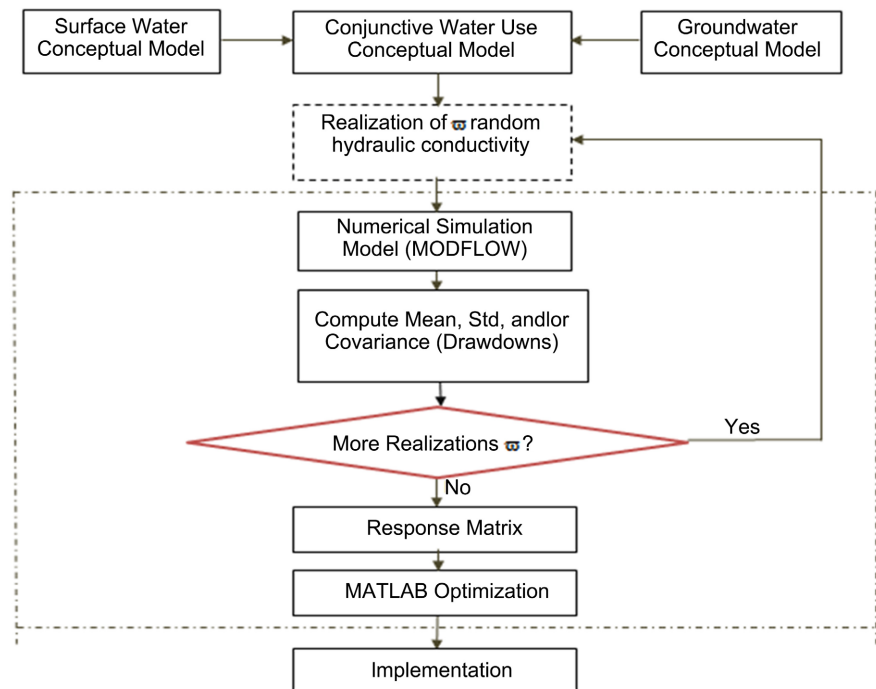 Surface Water
Conceptual Model
Conjunctive Water Use
Conceptual Model
Groundwater
Conceptual Model
Realization of ϖ random
hydraulic conductivity
Numerical Simulation
Model (MODFLOW)
Compute Mean, Std, andlor
Covariance (Drawdowns)
More Realizations ϖ?
Yes
No
Response Matrix
MATLAB Optimization
Implementation